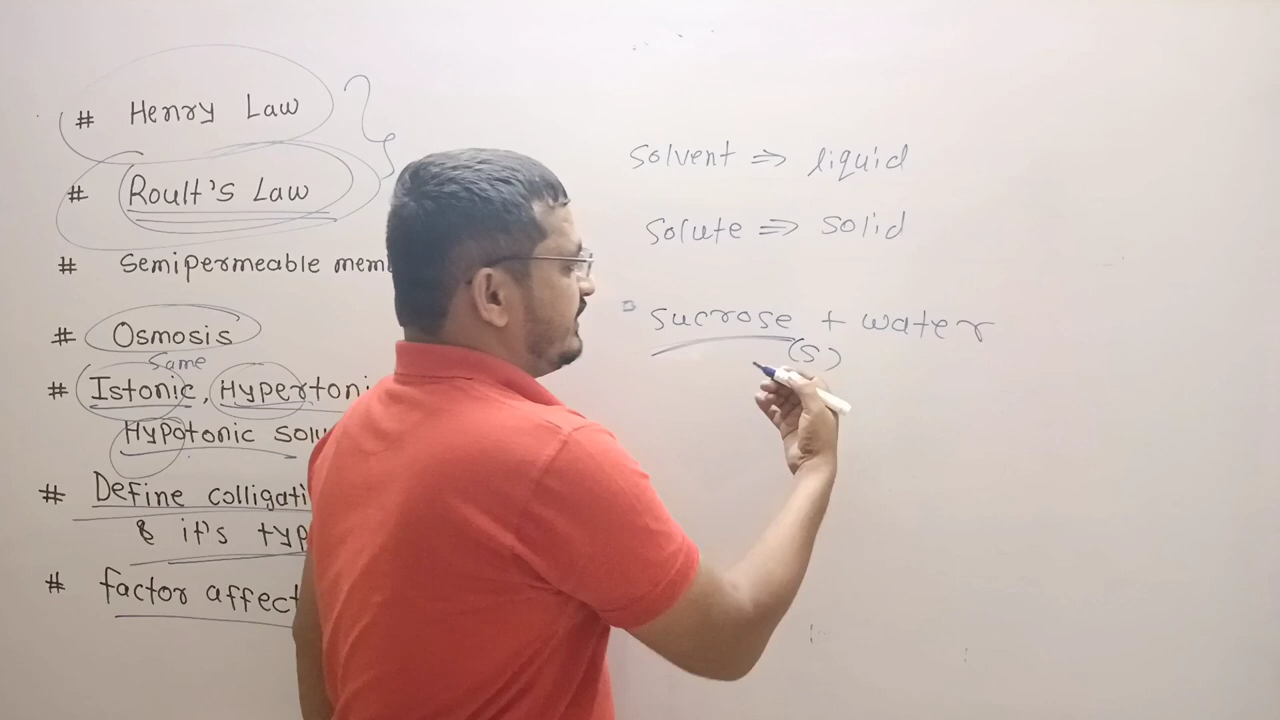 # Henry Law
# Roult's Law
# semipermeable mem
# Osmosis
same
# Istonic, Hypertoni
Hypotonic solu
# Define colligati
& it's typ
# factor affect
solvent ⇒ liquid
solute ⇒ solid
sucrose + water
(s)